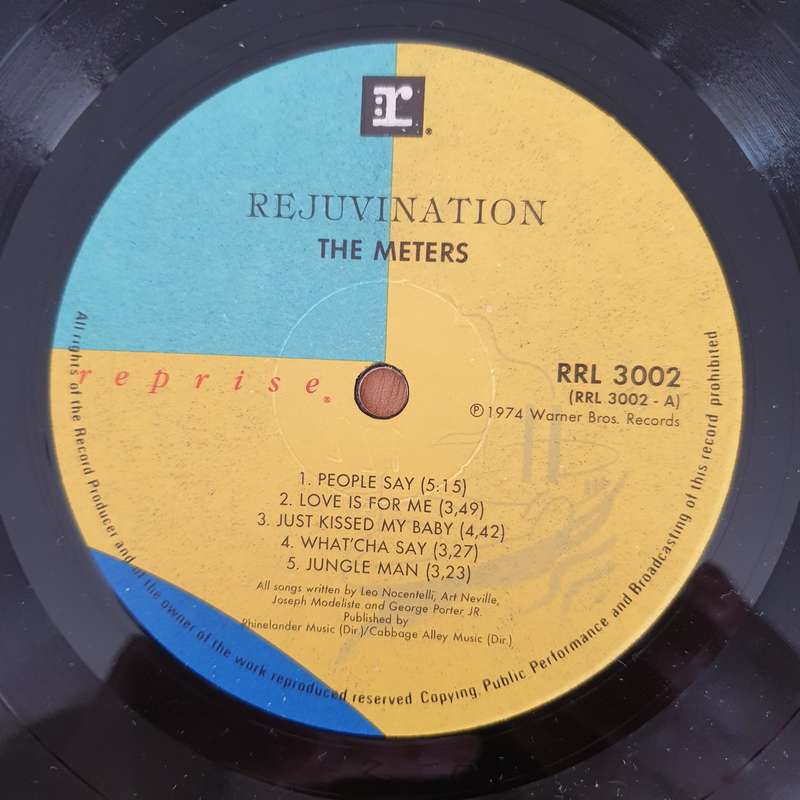 r®
REJUVINATION
THE METERS
reprise®
RRL 3002
(RRL 3002 - A)
℗1974 Warner Bros. Records
1. PEOPLE SAY (5:15)
2. LOVE IS FOR ME (3,49)
3. JUST KISSED MY BABY (4,42)
4. WHAT'CHA SAY (3,27)
5. JUNGLE MAN (3,23)
All songs written by Leo Nocentelli, Art Neville,
Joseph Modeliste and George Porter JR.
Published by
Rhinelander Music (Dir.)/Cabbage Alley Music (Dir.)
All rights of the Record Producer and of the owner of the work reproduced reserved Copying, Public Performance and Broadcasting of this record prohibited